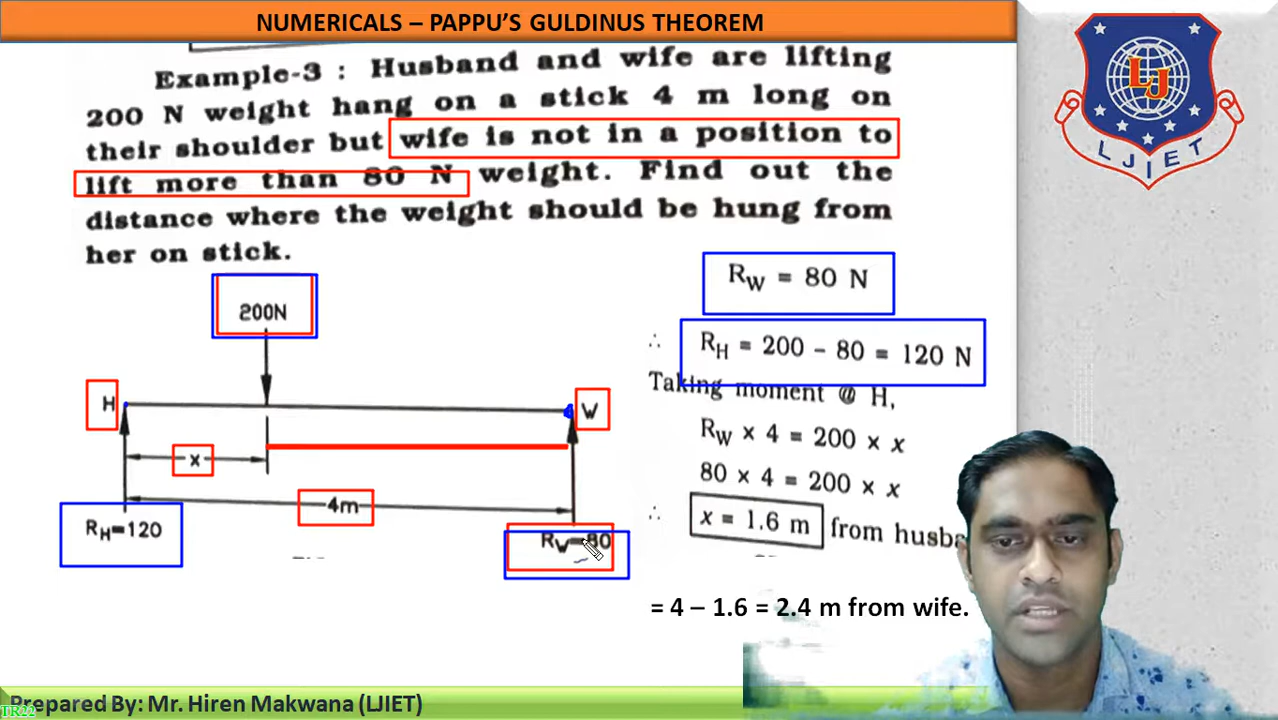 NUMERICALS – PAPPU'S GULDINUS THEOREM
Example-3 : Husband and wife are lifting
200 N weight hang on a stick 4 m long on
their shoulder but wife is not in a position to
lift more than 80 N weight. Find out the
distance where the weight should be hung from
her on stick.
200N
H
W
x
4m
RH=120
RW=80
RW = 80 N
∴ RH = 200 – 80 = 120 N
Taking moment @ H,
RW × 4 = 200 × x
80 × 4 = 200 × x
∴ x = 1.6 m from husba
= 4 – 1.6 = 2.4 m from wife.
LJ
LJIET
Prepared By: Mr. Hiren Makwana (LJIET)
TR22